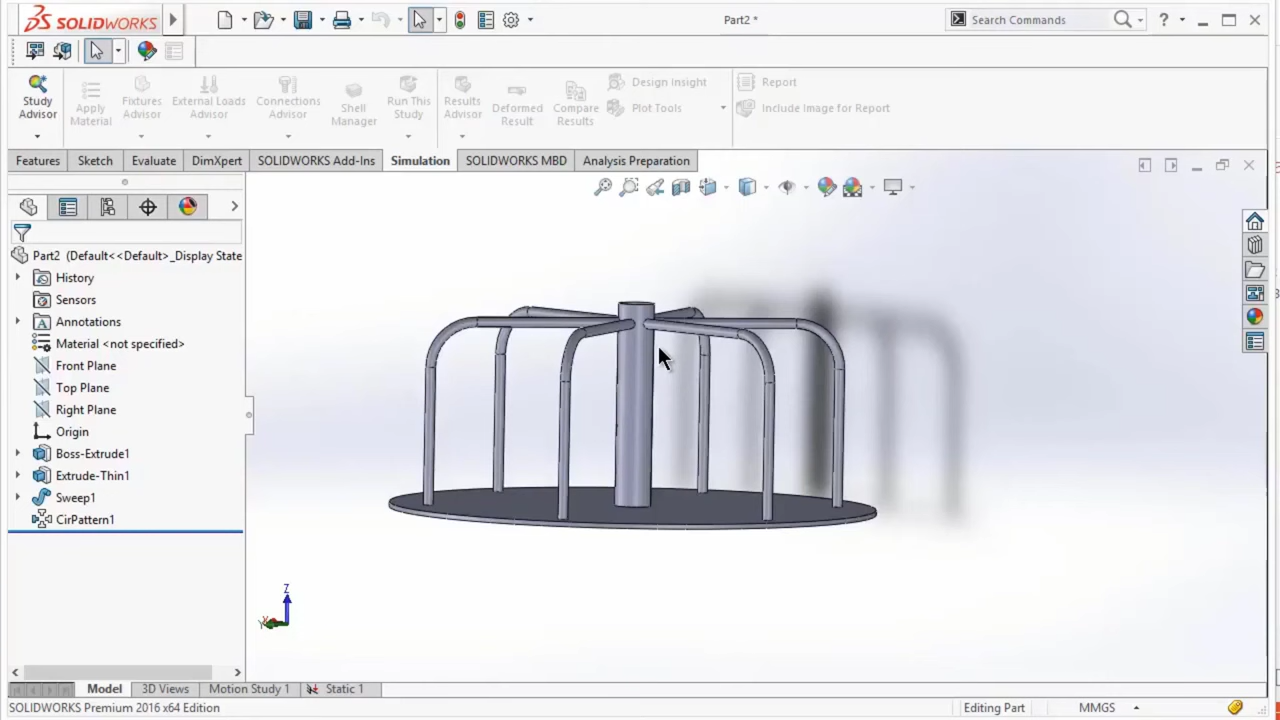 SOLIDWORKS
Part2 *
Search Commands
?
Study Advisor
Apply Material
Fixtures Advisor
External Loads Advisor
Connections Advisor
Shell Manager
Run This Study
Results Advisor
Deformed Result
Compare Results
Design Insight
Plot Tools
Report
Include Image for Report
Features
Sketch
Evaluate
DimXpert
SOLIDWORKS Add-Ins
Simulation
SOLIDWORKS MBD
Analysis Preparation
Part2 (Default<<Default>_Display State
History
Sensors
Annotations
Material <not specified>
Front Plane
Top Plane
Right Plane
Origin
Boss-Extrude1
Extrude-Thin1
Sweep1
CirPattern1
Z
Y
X
Model
3D Views
Motion Study 1
Static 1
SOLIDWORKS Premium 2016 x64 Edition
Editing Part
MMGS